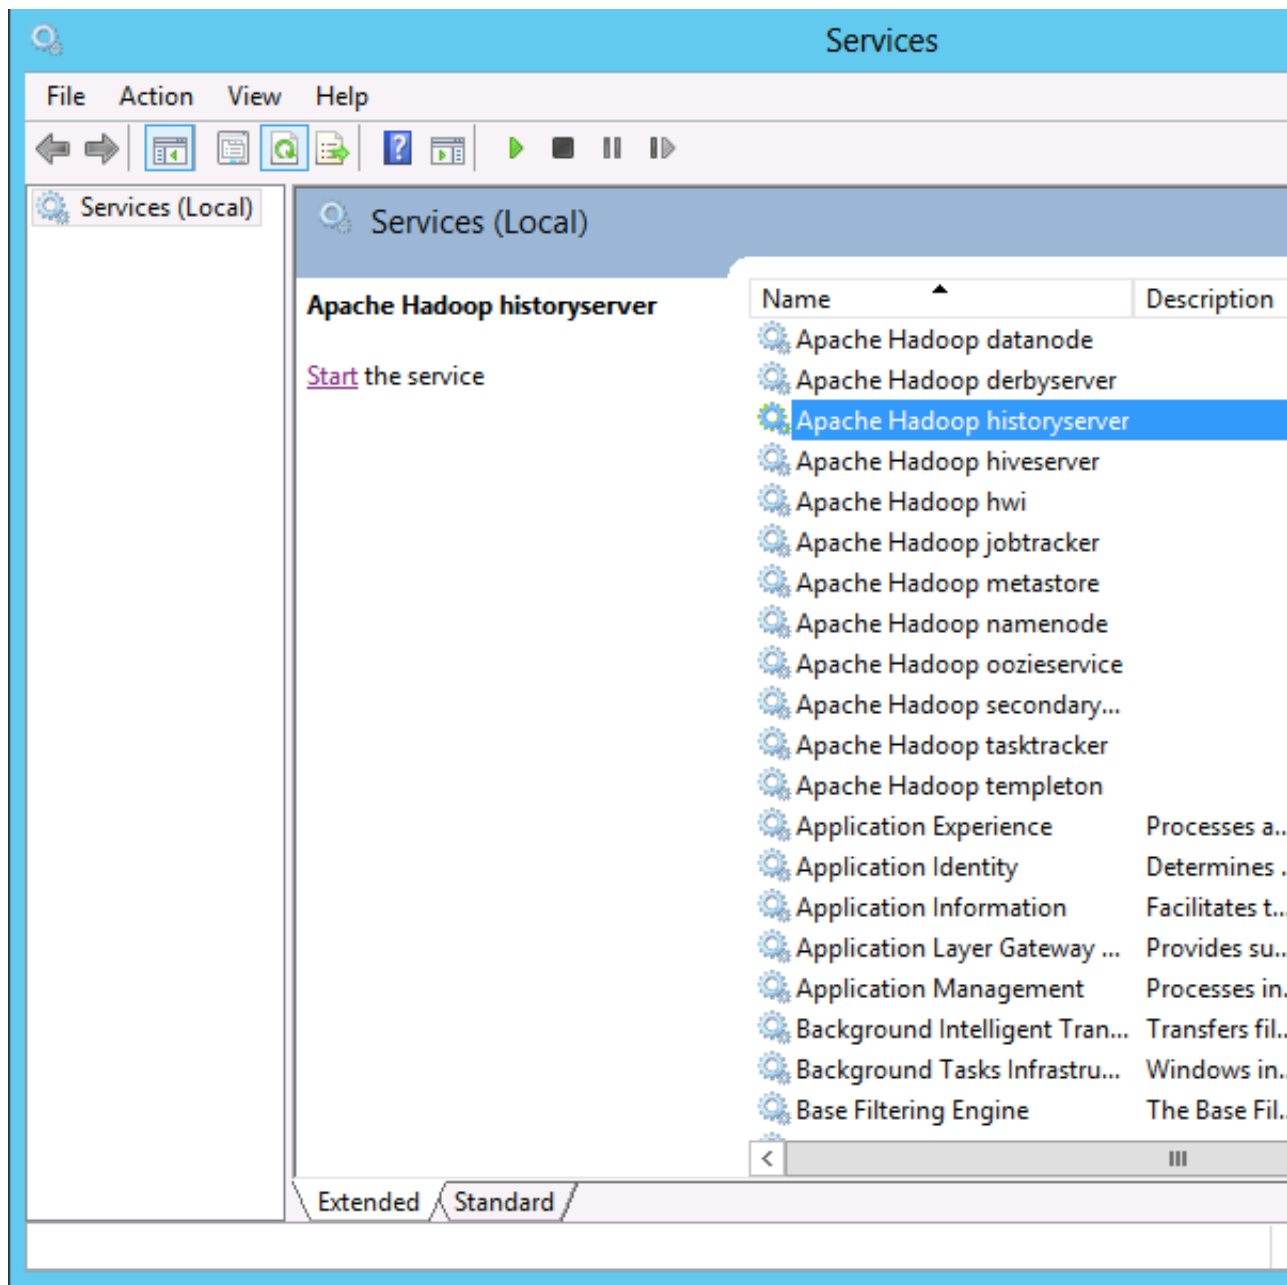 Services
File Action View Help
Services (Local)
Services (Local)
Apache Hadoop historyserver
Start the service
Name Description
Apache Hadoop datanode
Apache Hadoop derbyserver
Apache Hadoop historyserver
Apache Hadoop hiveserver
Apache Hadoop hwi
Apache Hadoop jobtracker
Apache Hadoop metastore
Apache Hadoop namenode
Apache Hadoop oozieservice
Apache Hadoop secondary...
Apache Hadoop tasktracker
Apache Hadoop templeton
Application Experience Processes a...
Application Identity Determines .
Application Information Facilitates t...
Application Layer Gateway ... Provides su...
Application Management Processes in.
Background Intelligent Tran... Transfers fil...
Background Tasks Infrastru... Windows in...
Base Filtering Engine The Base Fil...
Extended Standard